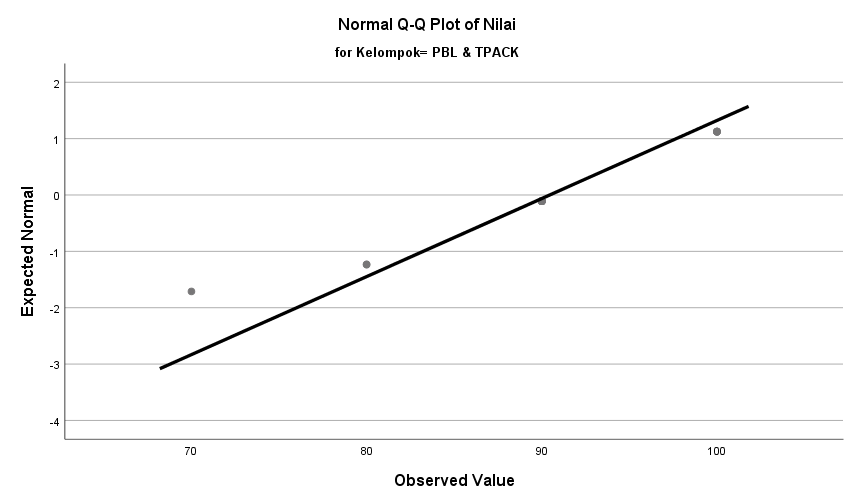 Normal Q-Q Plot of Nilai
for Kelompok= PBL & TPACK
Expected Normal
2
1
0
-1
-2
-3
-4
70 80 90 100
Observed Value